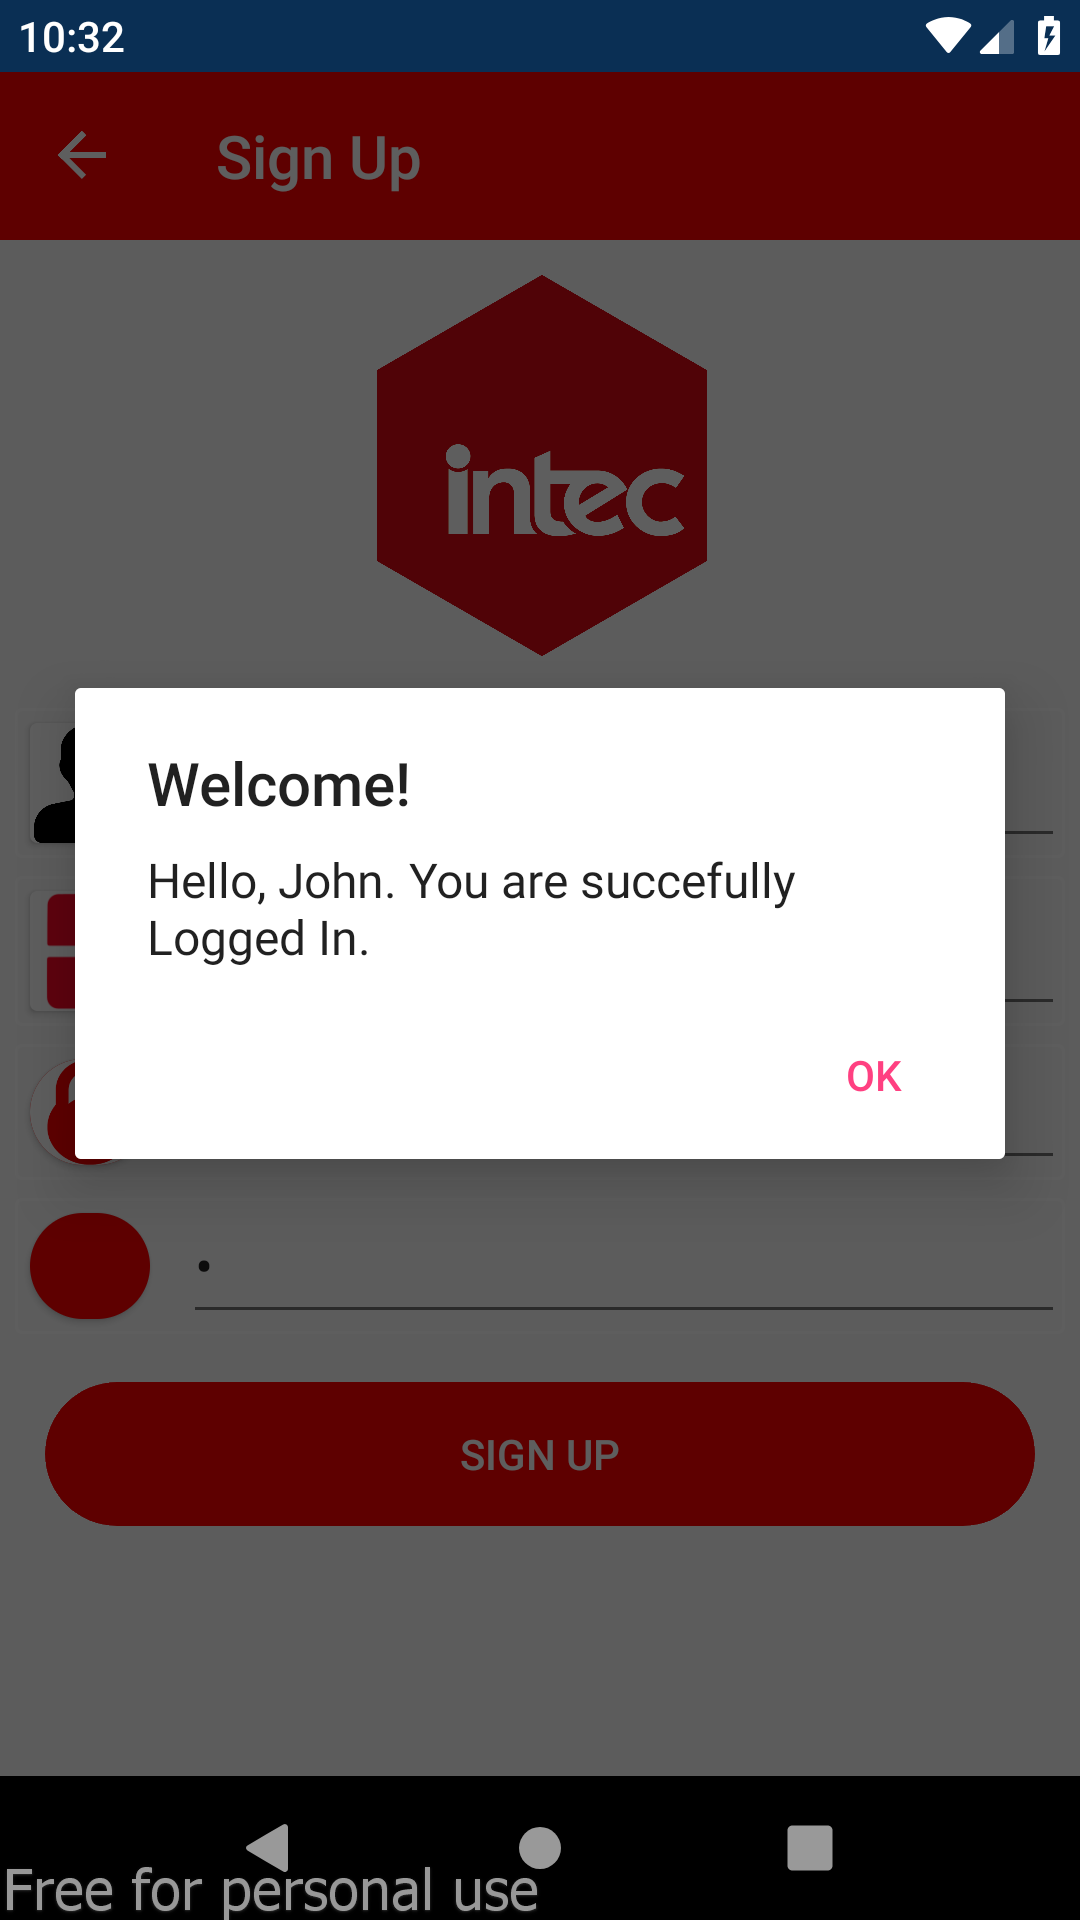 10:32
Sign Up
intec
Welcome!
Hello, John. You are succefully
Logged In.
OK
SIGN UP
Free for personal use